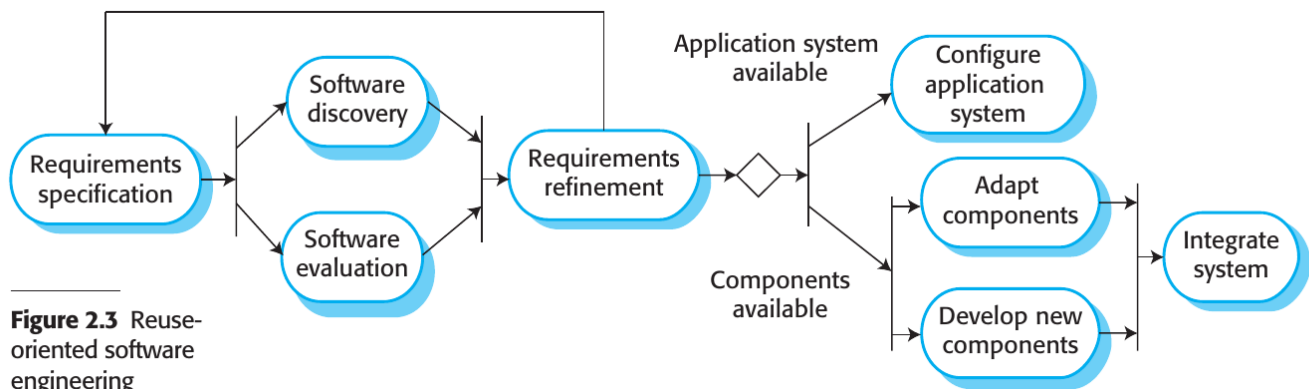 Requirements
specification
Software
discovery
Software
evaluation
Requirements
refinement
Application system
available
Configure
application
system
Components
available
Adapt
components
Develop new
components
Integrate
system
Figure 2.3 Reuse-
oriented software
engineering